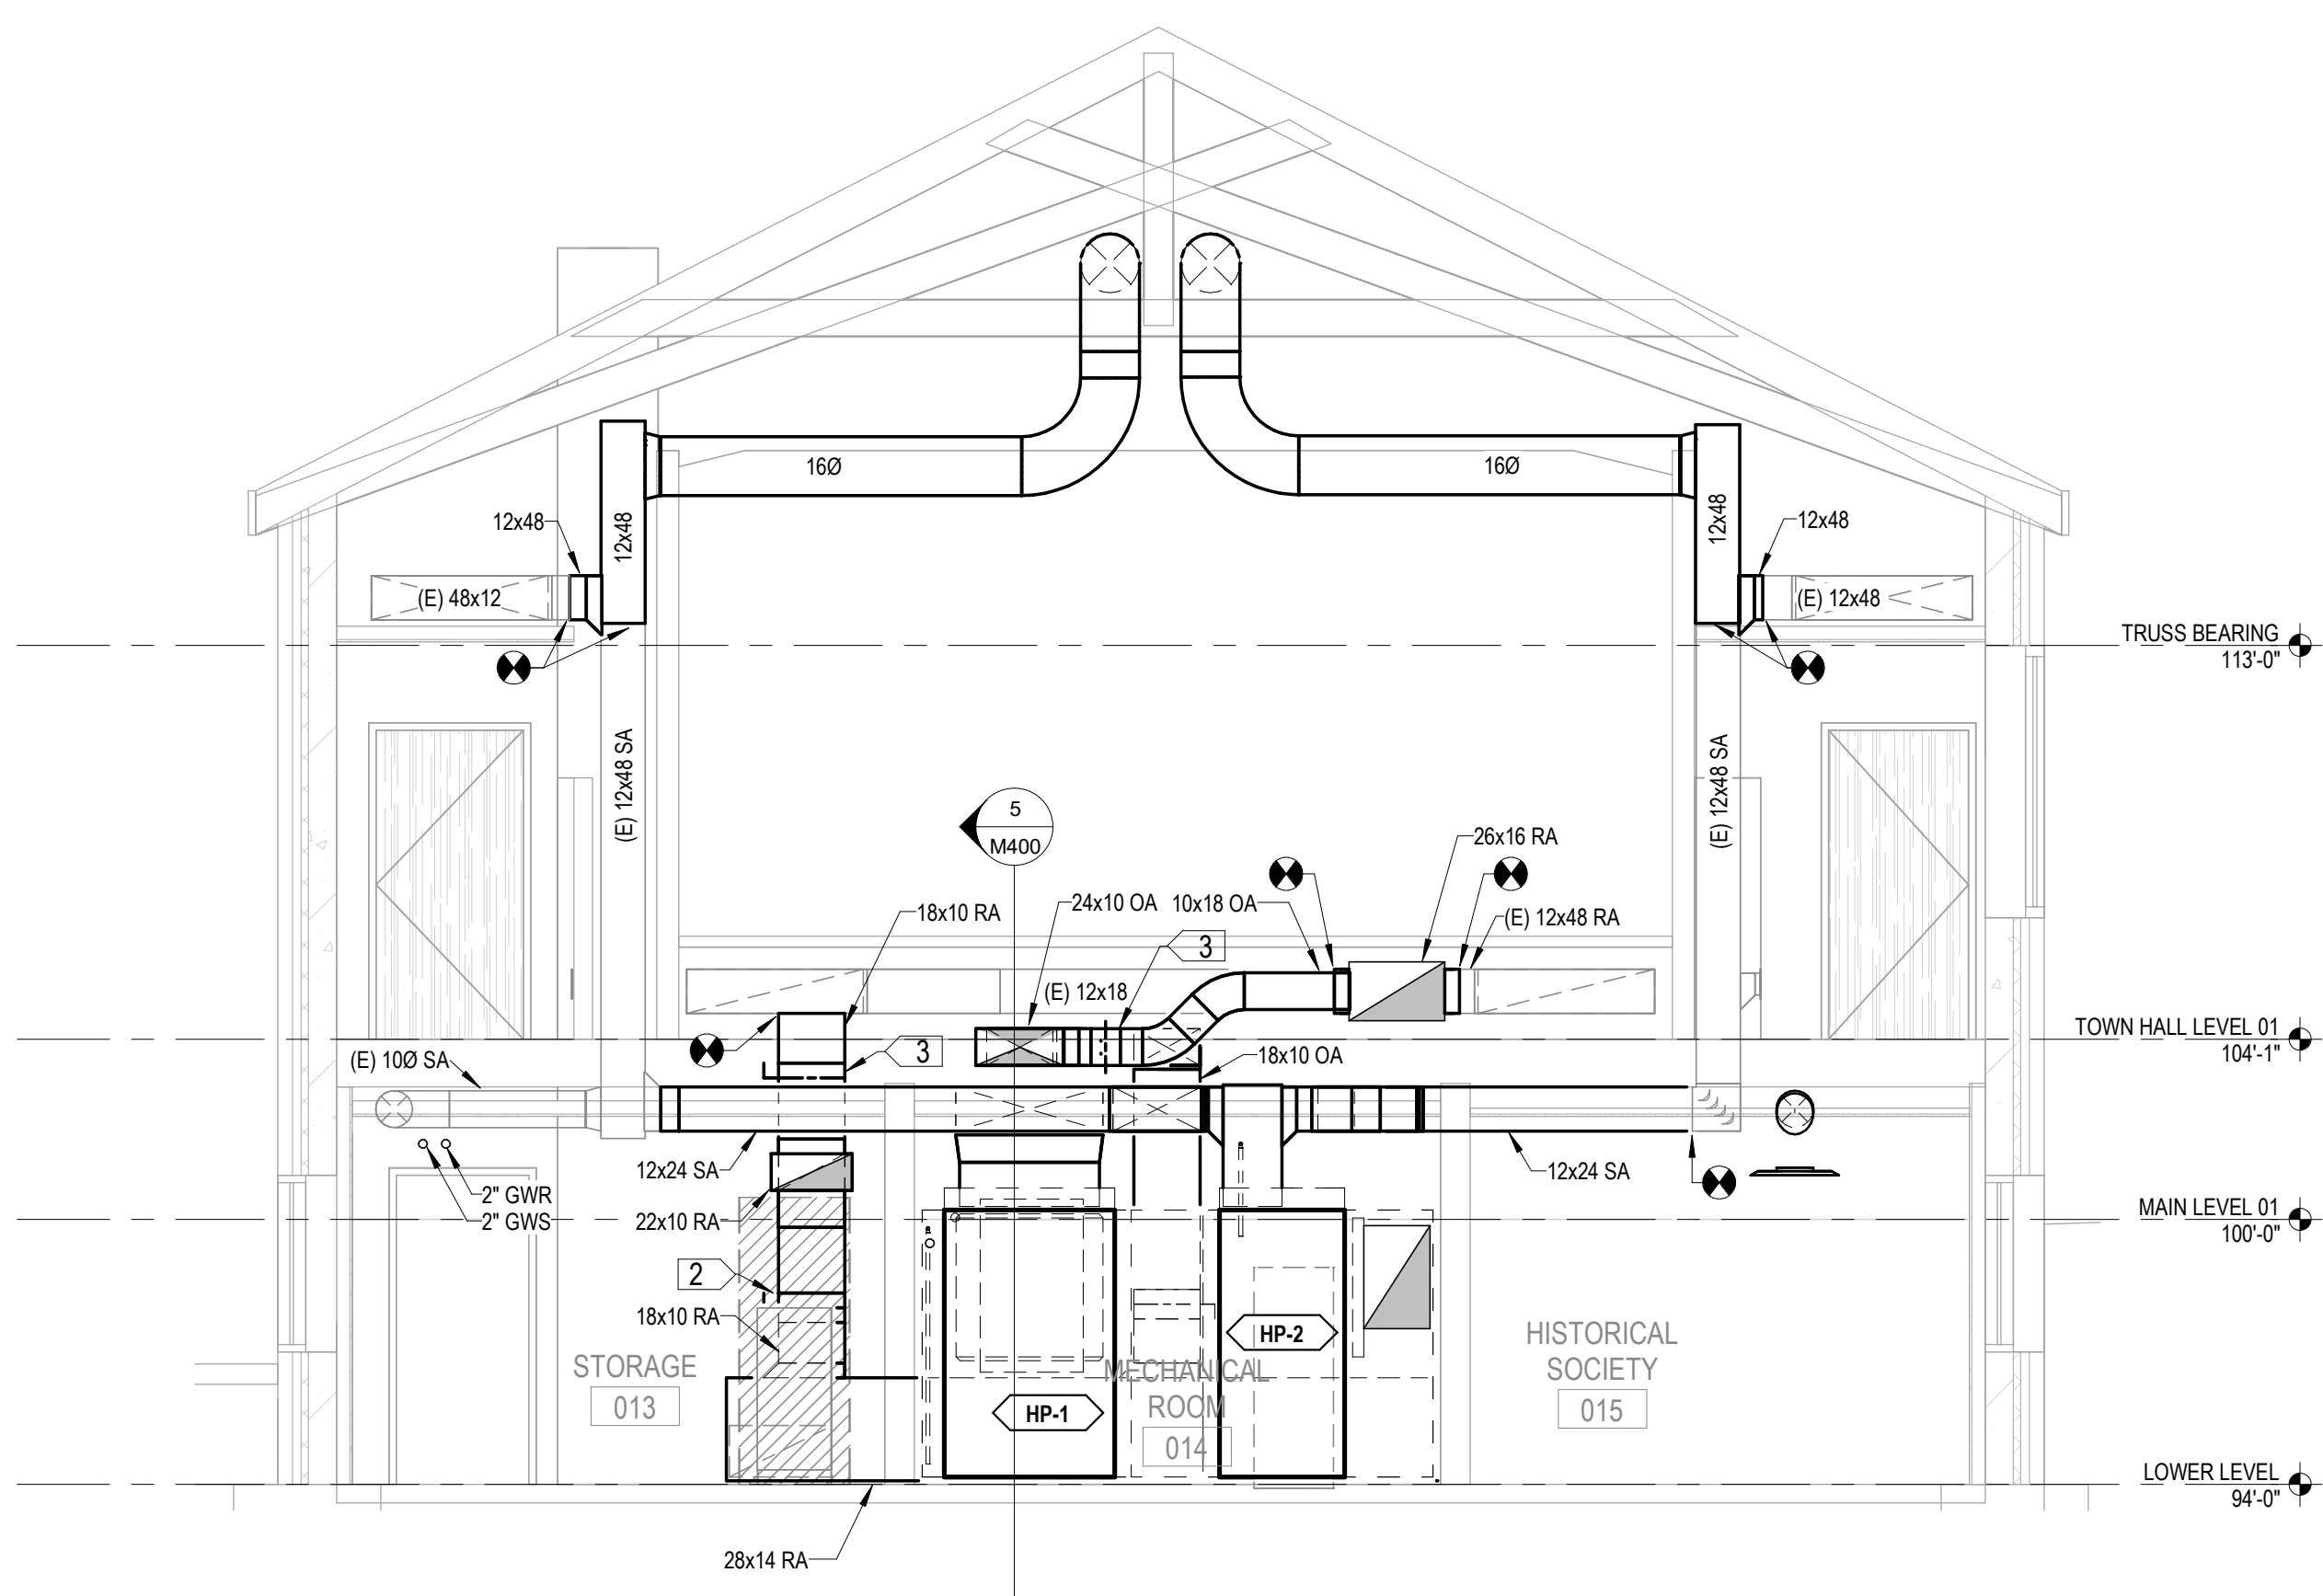 16Ø
16Ø
12x48
12x48
12x48
12x48
(E) 48x12
(E) 12x48
TRUSS BEARING
113'-0"
(E) 12x48 SA
(E) 12x48 SA
5
M400
26x16 RA
18x10 RA
24x10 OA
10x18 OA
(E) 12x48 RA
3
(E) 12x18
TOWN HALL LEVEL 01
104'-1"
(E) 10Ø SA
3
18x10 OA
12x24 SA
12x24 SA
2" GWR
2" GWS
22x10 RA
MAIN LEVEL 01
100'-0"
2
18x10 RA
HP-2
STORAGE
013
MECHANICAL
ROOM
014
HISTORICAL
SOCIETY
015
HP-1
LOWER LEVEL
94'-0"
28x14 RA